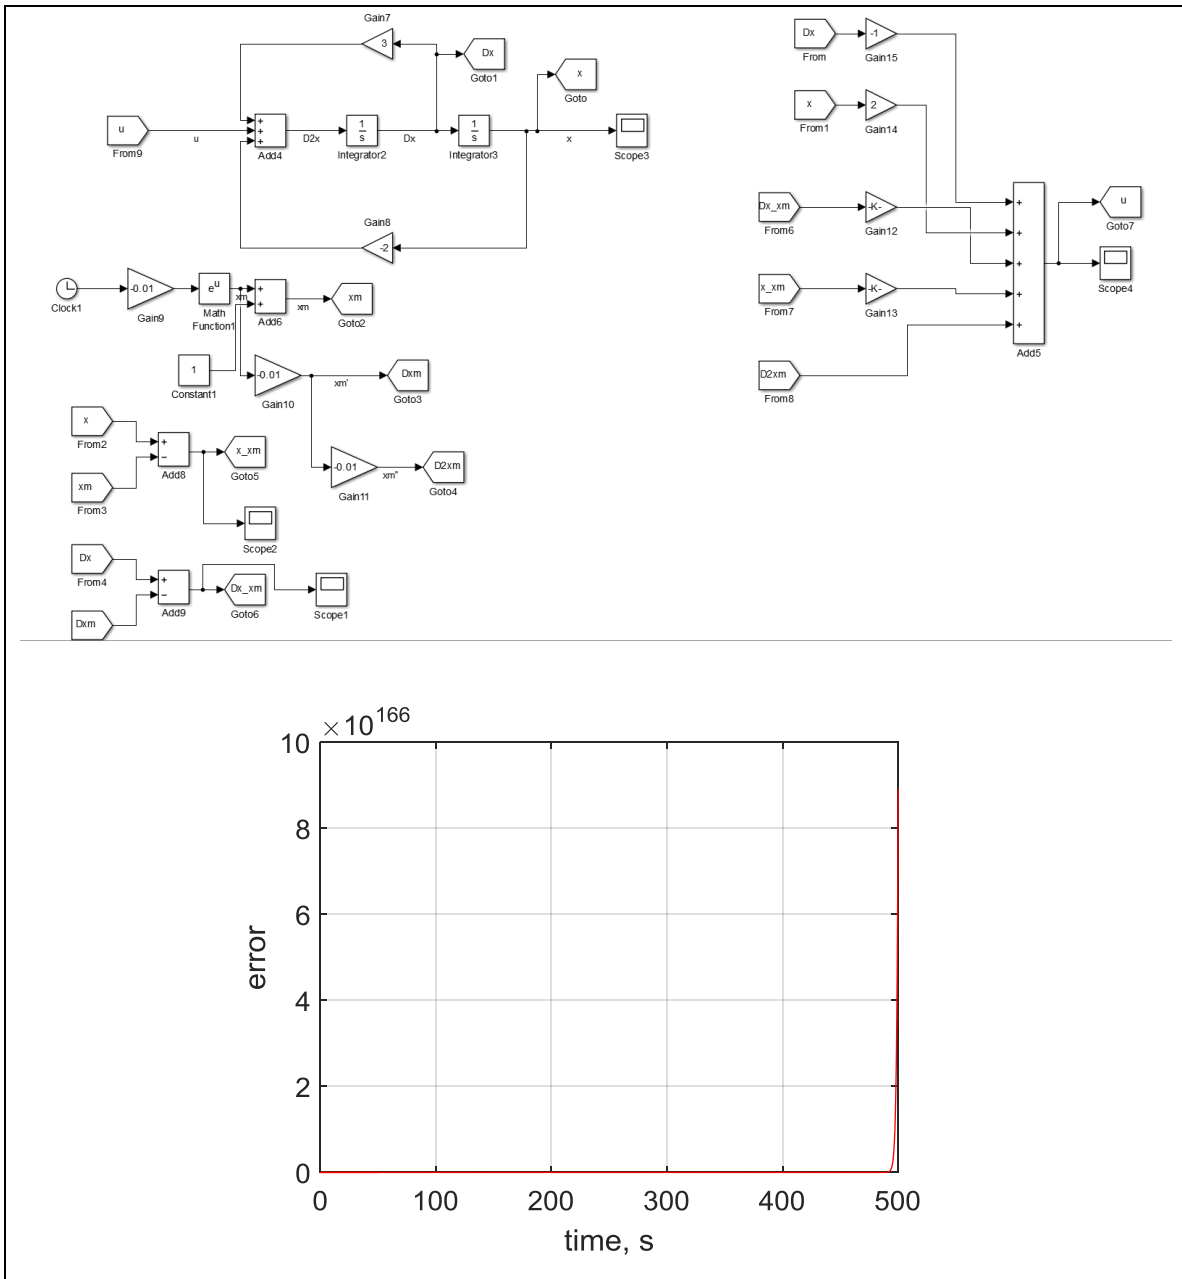 Gain7
3
Dx
Goto1
x
Goto
u
From9
u
Add4
D2x
1
s
Integrator2
Dx
1
s
Integrator3
x
Scope3
Gain8
-2
Clock1
-0.01
Gain9
eu
Math
Function1
xm
Add6
xm
xm
Goto2
1
Constant1
-0.01
Gain10
xm'
Dxm
Goto3
-0.01
Gain11
xm''
D2xm
Goto4
x
From2
xm
From3
Add8
x_xm
Goto5
Scope2
Dx
From4
Dxm
Add9
Dx_xm
Goto6
Scope1
Dx
From
-1
Gain15
x
From1
2
Gain14
Dx_xm
From6
-K-
Gain12
x_xm
From7
-K-
Gain13
D2xm
From8
Add5
u
Goto7
Scope4
×10^166
10
8
6
4
2
0
error
0 100 200 300 400 500
time, s